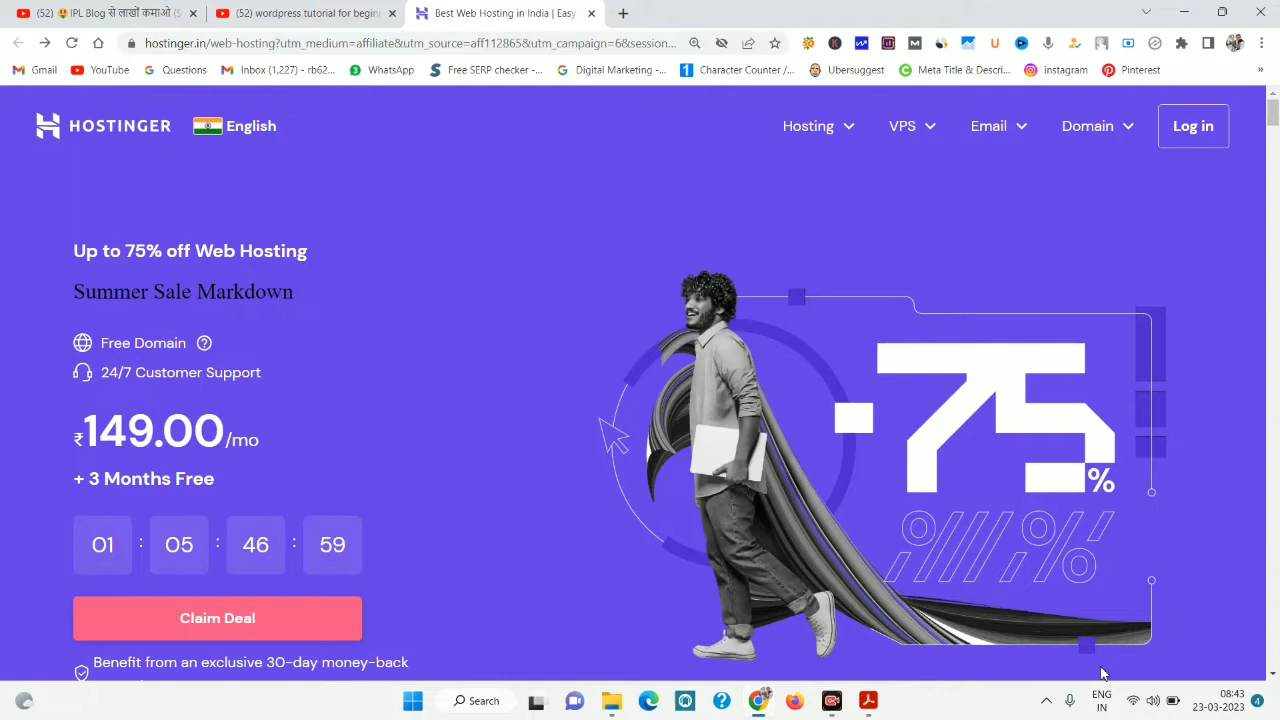 (52) 🤑 IPL Blog से लाखों कमाओ (S
(52) wordpress tutorial for begin
Best Web Hosting in India | Easy
hostinger.in/web-hosting?utm_medium=affiliate&utm_source=aff112865&utm_campaign=6&session...
Gmail
YouTube
Question
Inbox (1,227) - rb62...
WhatsApp
Free SERP checker -...
Digital Marketing -...
Character Counter /...
Ubersuggest
Meta Title & Descri...
instagram
Pinterest
»
HOSTINGER
English
Hosting
VPS
Email
Domain
Log in
Up to 75% off Web Hosting
Summer Sale Markdown
Free Domain
24/7 Customer Support
₹149.00/mo
+ 3 Months Free
01 : 05 : 46 : 59
Claim Deal
Benefit from an exclusive 30-day money-back
-75%
Search
ENG
IN
08:43
23-03-2023
4